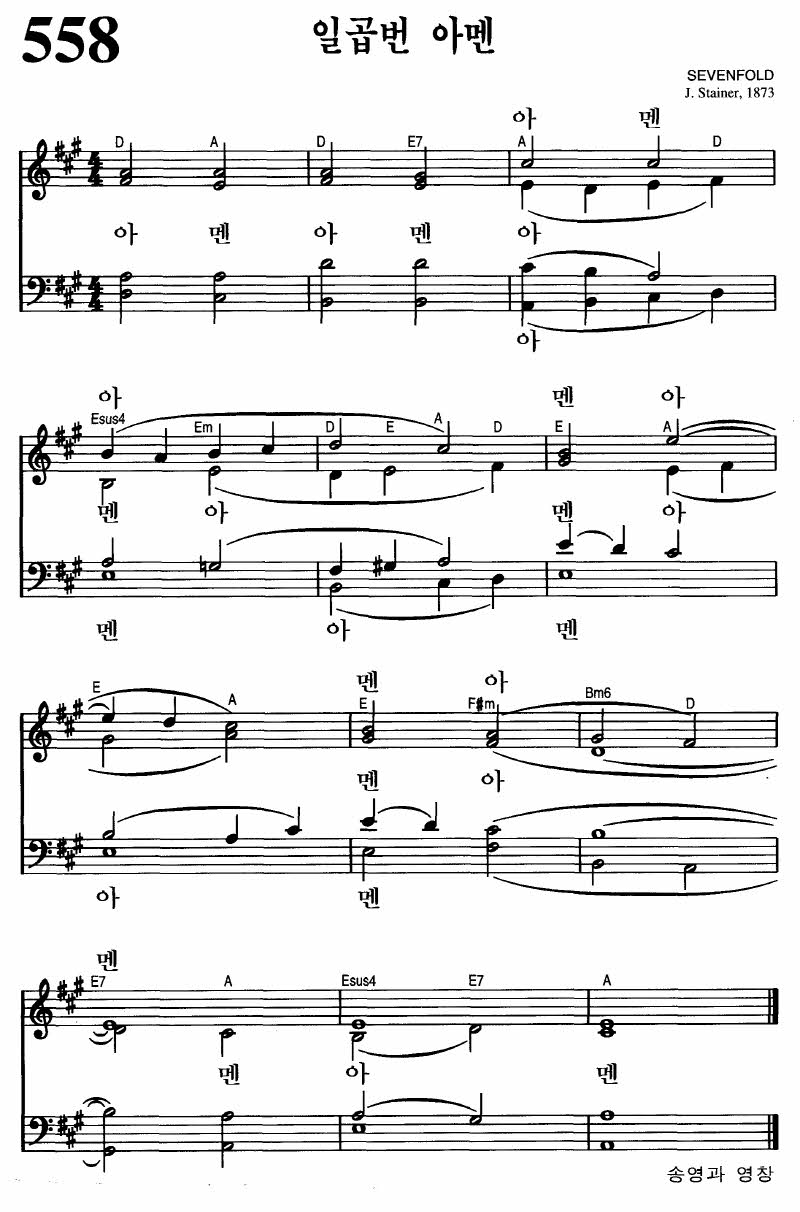 558
일곱번 아멘
SEVENFOLD
J. Stainer, 1873
아 멘
D A D E7 A D
아 멘 아 멘 아
아
아 멘 아
Esus4 Em D E A D E A
멘 아 멘 아
멘 아 멘
멘 아
E A E F#m Bm6 D
멘 아
아 멘
멘
E7 A Esus4 E7 A
멘 아 멘
송영과 영창